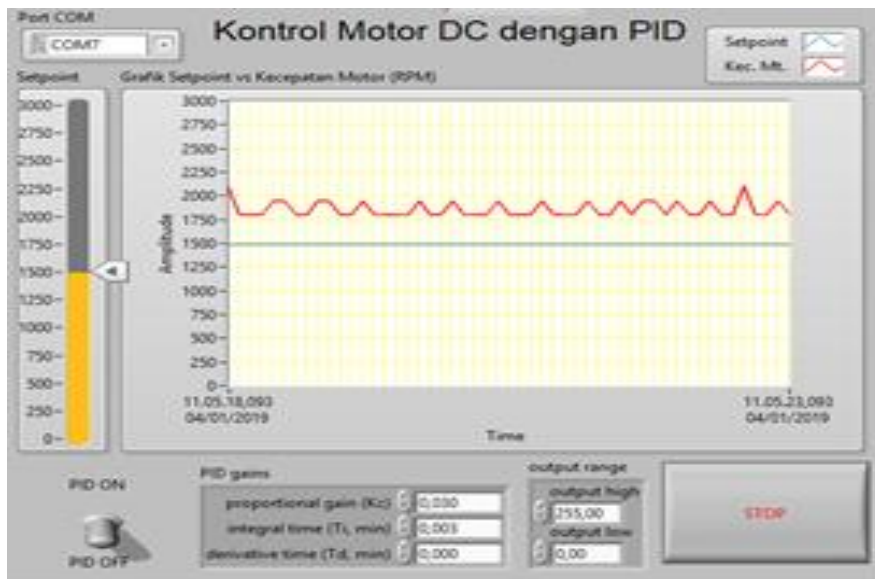 Port COM
COM7
Kontrol Motor DC dengan PID
Setpoint
Kec. Mt.
Setpoint
Grafik Setpoint vs Kecepatan Motor (RPM)
3000
2750
2500
2250
2000
1750
1500
1250
1000
750
500
250
0
Amplitude
3000
2750
2500
2250
2000
1750
1500
1250
1000
750
500
250
0
11.05.18,093
04/01/2019
11.05.23,093
04/01/2019
Time
PID ON
PID OFF
PID gains
proportional gain (Kc) 0,030
integral time (Ti, min) 0,003
derivative time (Td, min) 0,000
output range
output high
255,00
output low
0,00
STOP